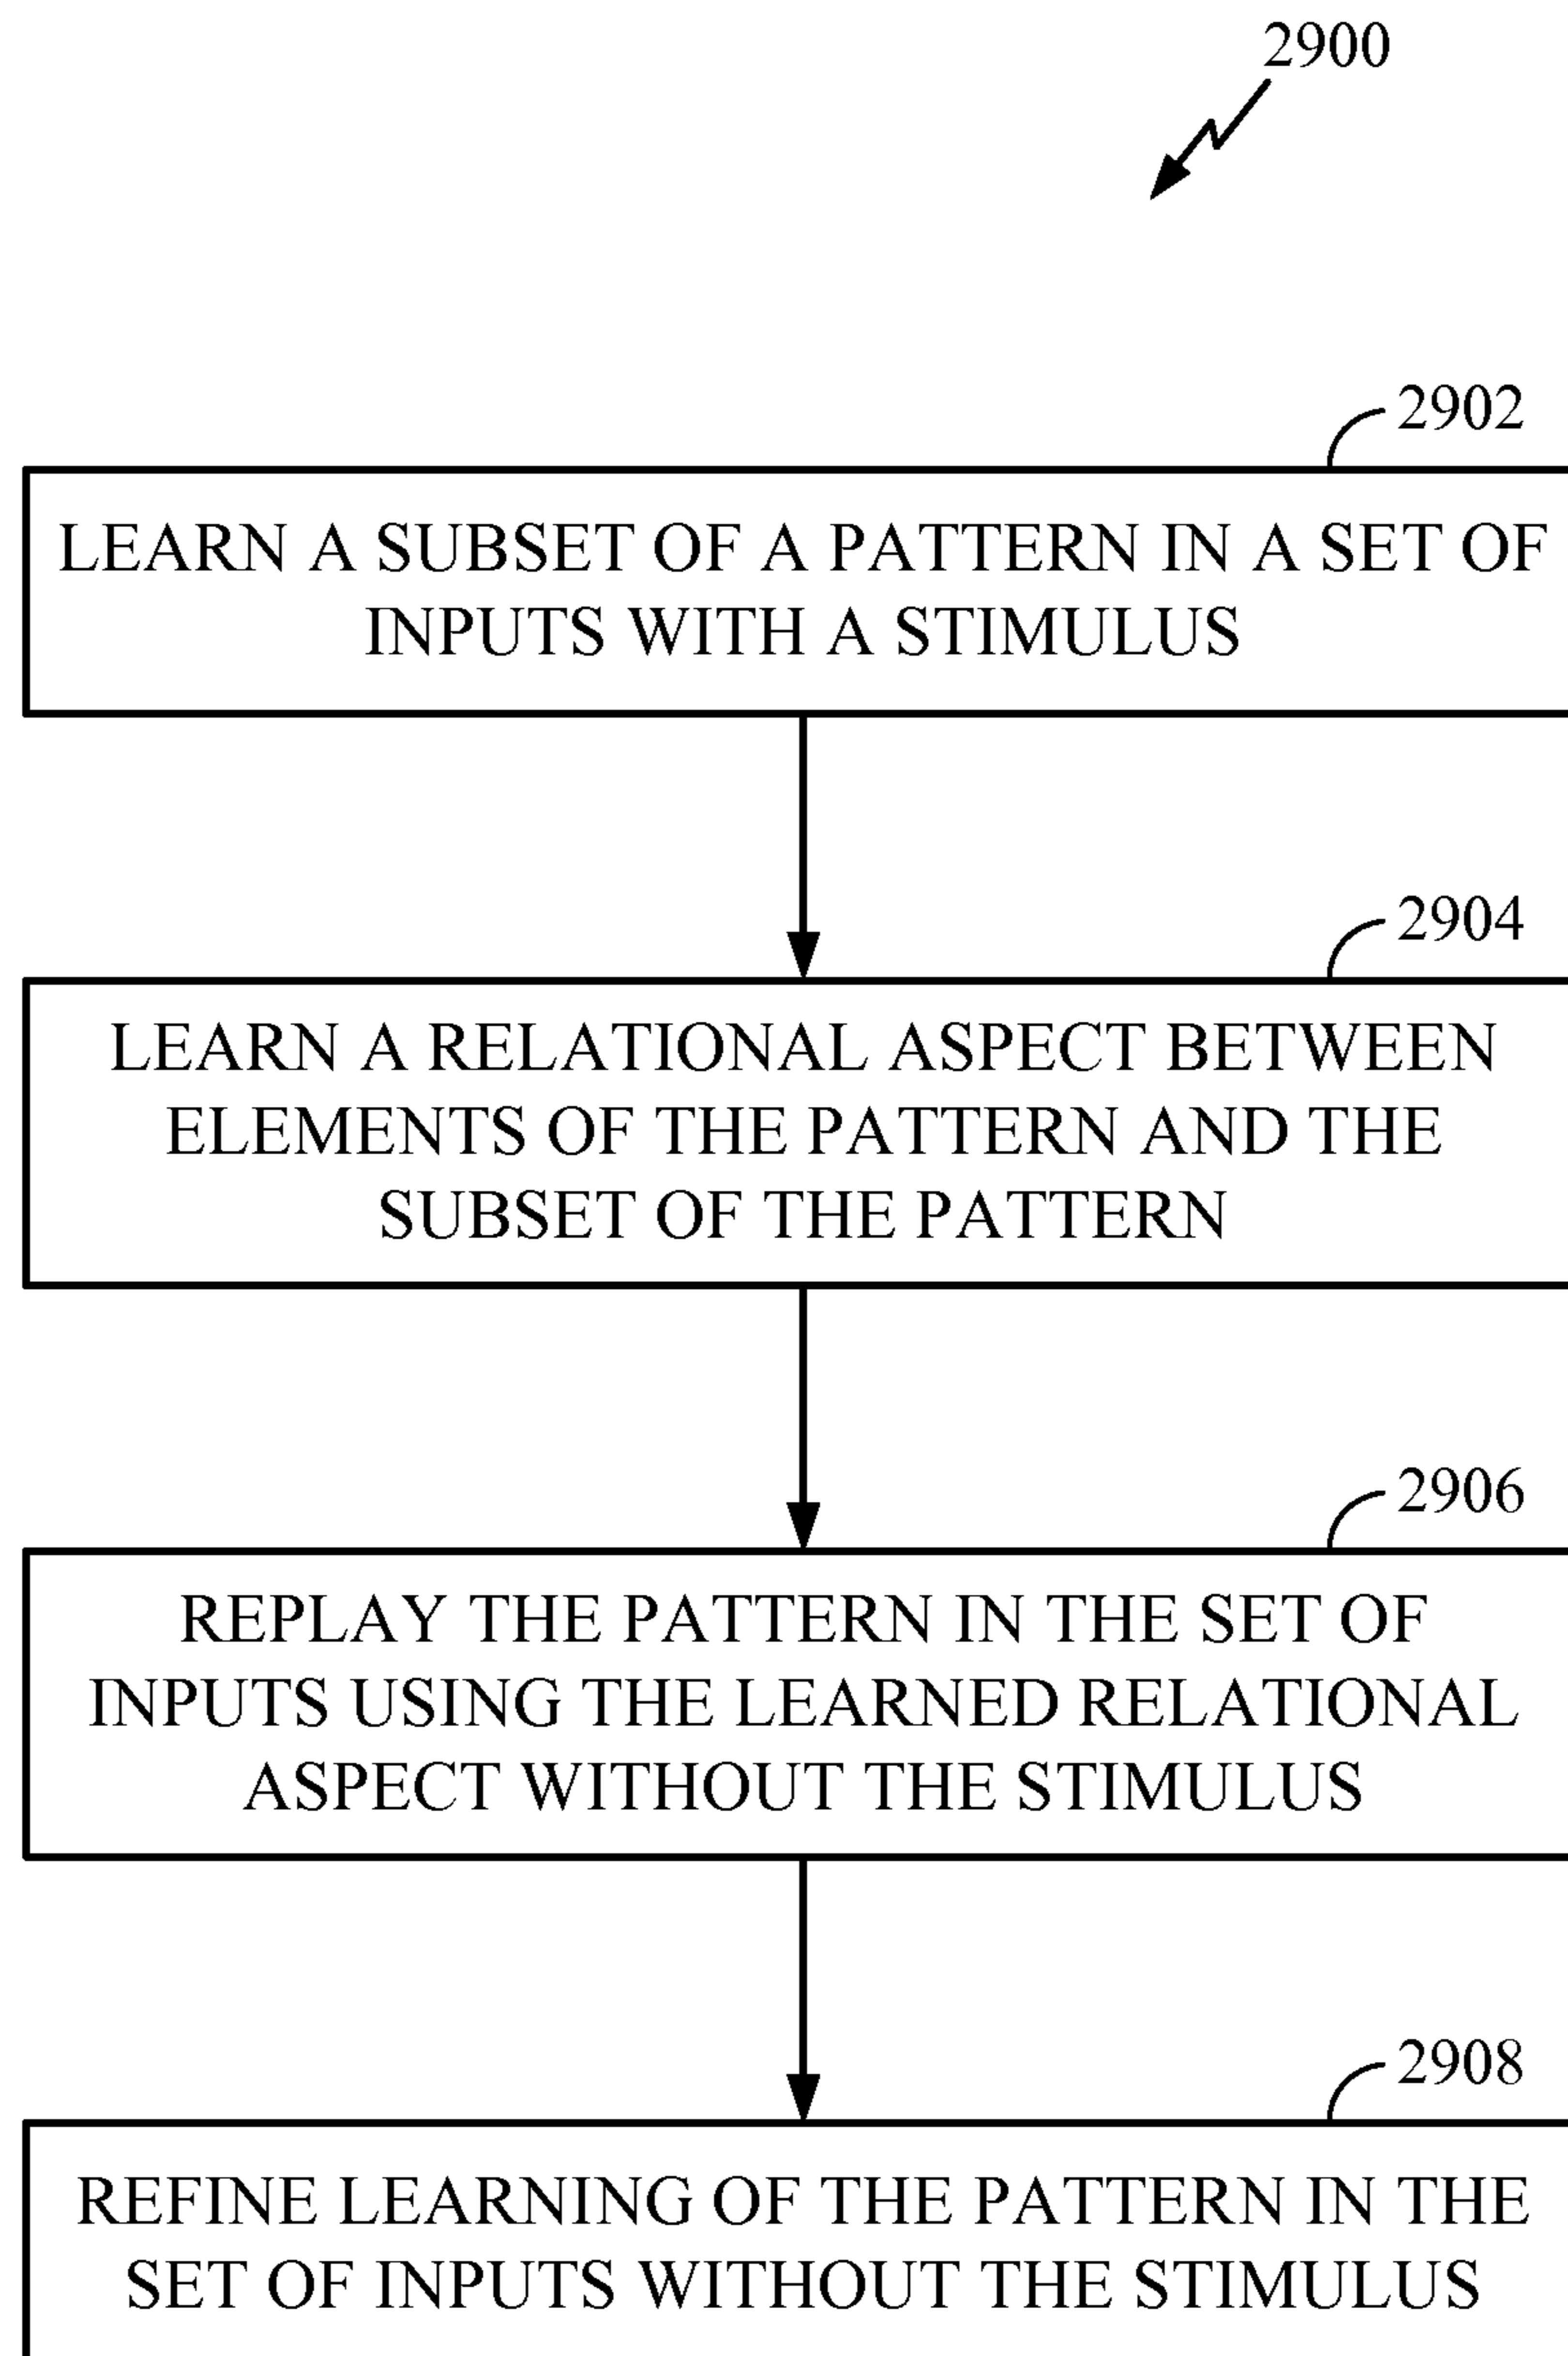 2900
2902
LEARN A SUBSET OF A PATTERN IN A SET OF
INPUTS WITH A STIMULUS
2904
LEARN A RELATIONAL ASPECT BETWEEN
ELEMENTS OF THE PATTERN AND THE
SUBSET OF THE PATTERN
2906
REPLAY THE PATTERN IN THE SET OF
INPUTS USING THE LEARNED RELATIONAL
ASPECT WITHOUT THE STIMULUS
2908
REFINE LEARNING OF THE PATTERN IN THE
SET OF INPUTS WITHOUT THE STIMULUS